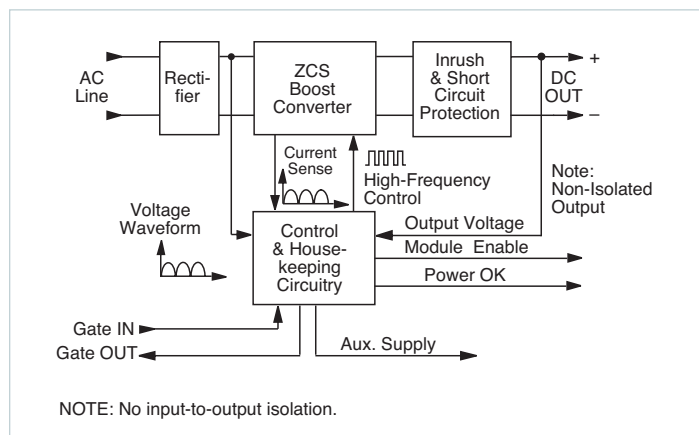 AC
Line
Recti-
fier
ZCS
Boost
Converter
Inrush
& Short
Circuit
Protection
+
DC
OUT
–
Current
Sense
High-Frequency
Control
Note:
Non-Isolated
Output
Voltage
Waveform
Control
& House-
keeping
Circuitry
Output Voltage
Module Enable
Power OK
Gate IN
Gate OUT
Aux. Supply
NOTE: No input-to-output isolation.